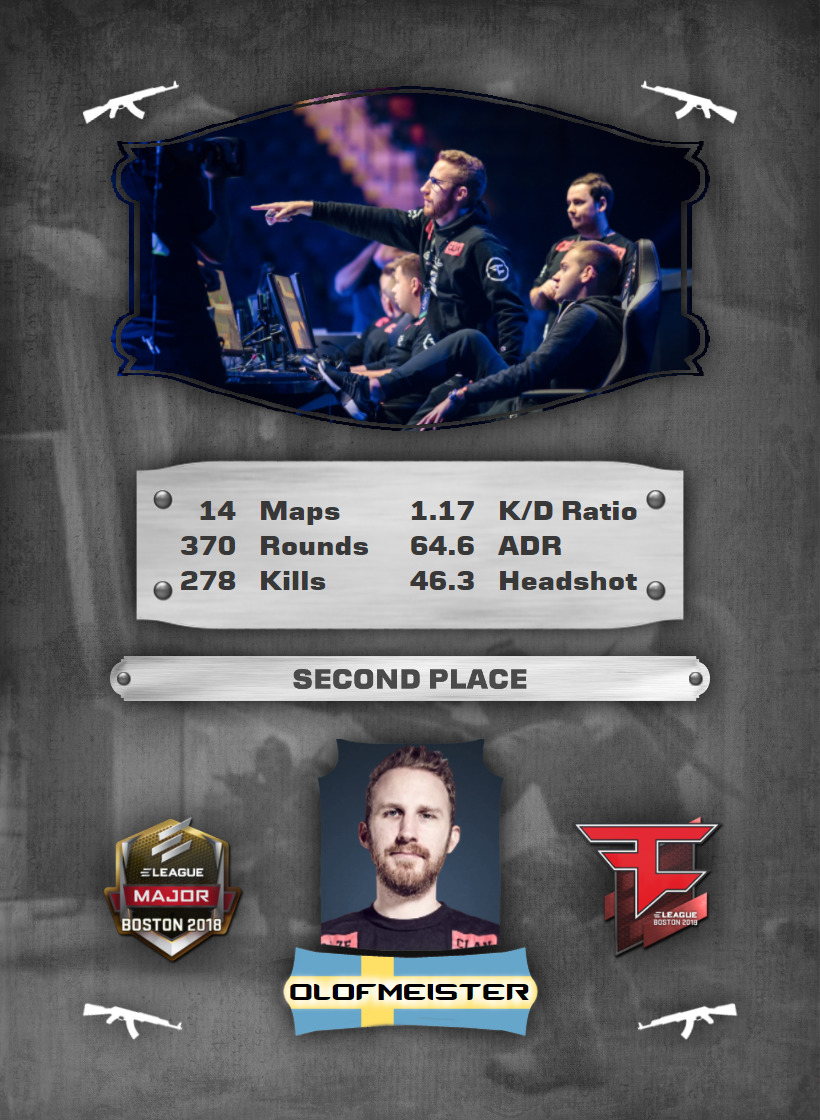 14 Maps 1.17 K/D Ratio
370 Rounds 64.6 ADR
278 Kills 46.3 Headshot
SECOND PLACE
ELEAGUE
MAJOR
BOSTON 2018
ELEAGUE
BOSTON 2018
CLAN
OLOFMEISTER